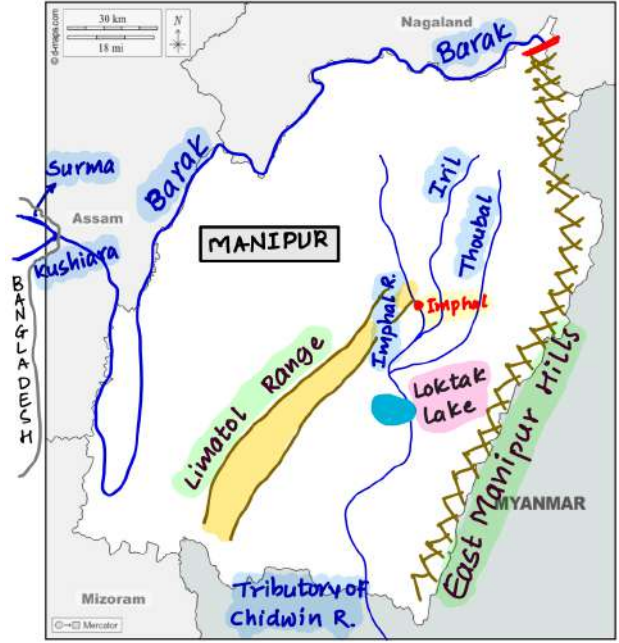 © d-maps.com
30 km
18 mi
N
Nagaland
Barak
Surma
Barak
Assam
Kushiara
BANGLADESH
MANIPUR
Iril
Thoubal
Imphal R.
Imphal
Limatol Range
Loktak
Lake
East Manipur Hills
MYANMAR
Mizoram
Tributory of
Chidwin R.
Mercator